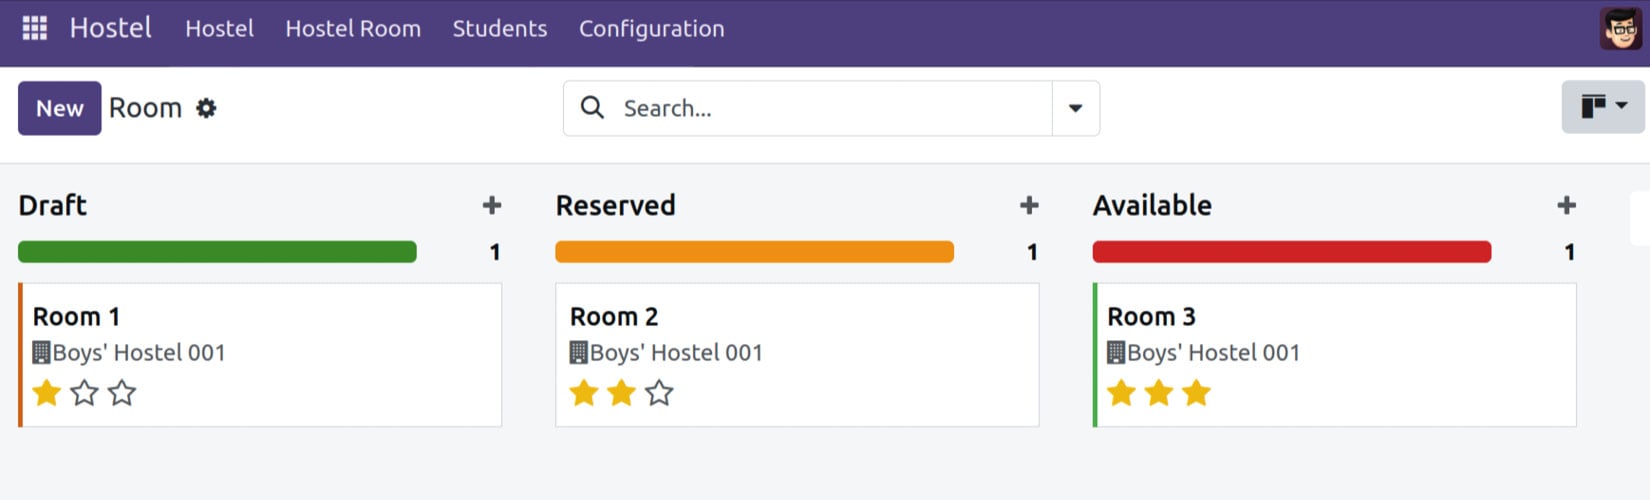 Hostel Hostel Hostel Room Students Configuration
New Room Search...
Draft Reserved Available
1 1 1
Room 1 Room 2 Room 3
Boys' Hostel 001 Boys' Hostel 001 Boys' Hostel 001